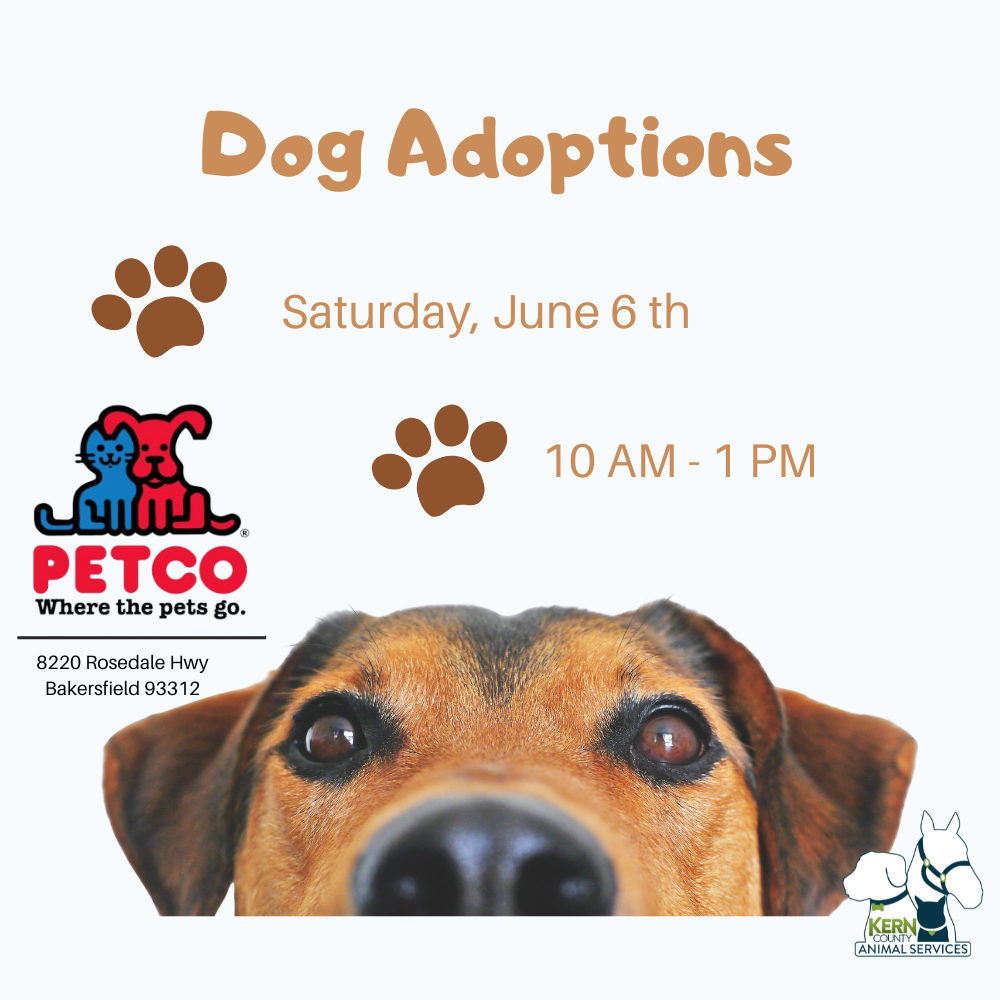 Dog Adoptions
Saturday, June 6 th
10 AM - 1 PM
PETCO®
Where the pets go.
8220 Rosedale Hwy
Bakersfield 93312
KERN
COUNTY
ANIMAL SERVICES